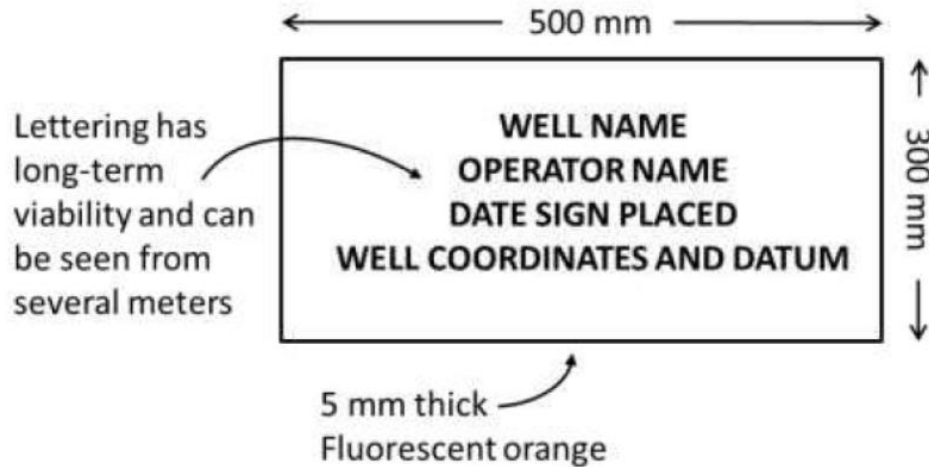 500 mm
Lettering has
long-term
viability and can
be seen from
several meters
WELL NAME
OPERATOR NAME
DATE SIGN PLACED
WELL COORDINATES AND DATUM
300 mm
5 mm thick
Fluorescent orange